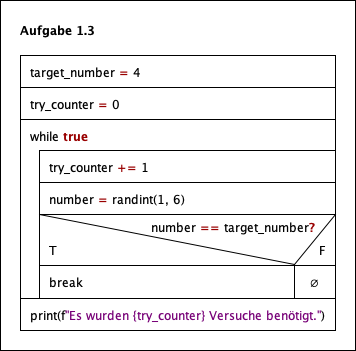 Aufgabe 1.3
target_number = 4
try_counter = 0
while true
try_counter += 1
number = randint(1, 6)
number == target_number?
T F
break ∅
print(f"Es wurden {try_counter} Versuche benötigt.")